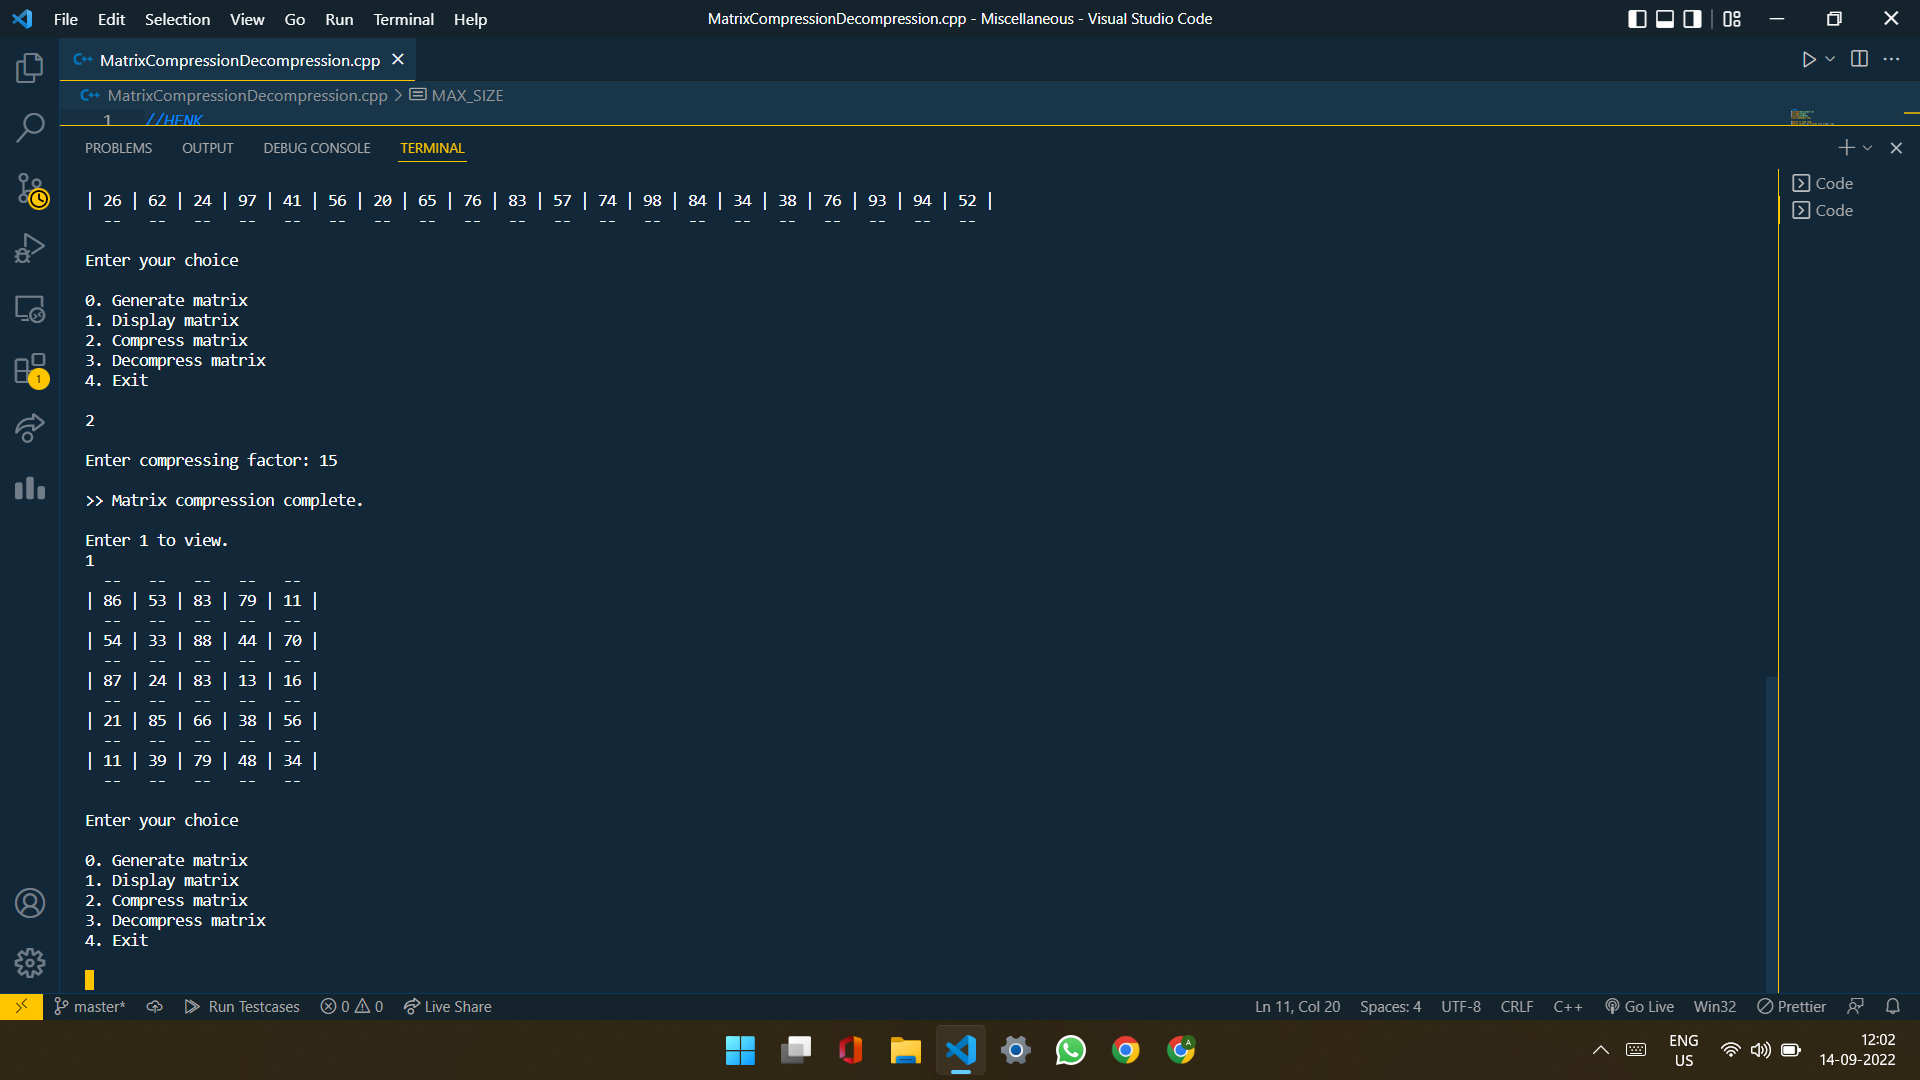 File Edit Selection View Go Run Terminal Help
MatrixCompressionDecompression.cpp - Miscellaneous - Visual Studio Code
MatrixCompressionDecompression.cpp
MatrixCompressionDecompression.cpp > MAX_SIZE
1 //HENK
PROBLEMS OUTPUT DEBUG CONSOLE TERMINAL
Code
Code
| 26 | 62 | 24 | 97 | 41 | 56 | 20 | 65 | 76 | 83 | 57 | 74 | 98 | 84 | 34 | 38 | 76 | 93 | 94 | 52 |
-- -- -- -- -- -- -- -- -- -- -- -- -- -- -- -- -- -- -- --
Enter your choice
0. Generate matrix
1. Display matrix
2. Compress matrix
3. Decompress matrix
4. Exit
2
Enter compressing factor: 15
>> Matrix compression complete.
Enter 1 to view.
1
-- -- -- -- --
| 86 | 53 | 83 | 79 | 11 |
-- -- -- -- --
| 54 | 33 | 88 | 44 | 70 |
-- -- -- -- --
| 87 | 24 | 83 | 13 | 16 |
-- -- -- -- --
| 21 | 85 | 66 | 38 | 56 |
-- -- -- -- --
| 11 | 39 | 79 | 48 | 34 |
-- -- -- -- --
Enter your choice
0. Generate matrix
1. Display matrix
2. Compress matrix
3. Decompress matrix
4. Exit
1
master* Run Testcases 0 0 Live Share
Ln 11, Col 20 Spaces: 4 UTF-8 CRLF C++ Go Live Win32 Prettier
A
ENG
US
12:02
14-09-2022